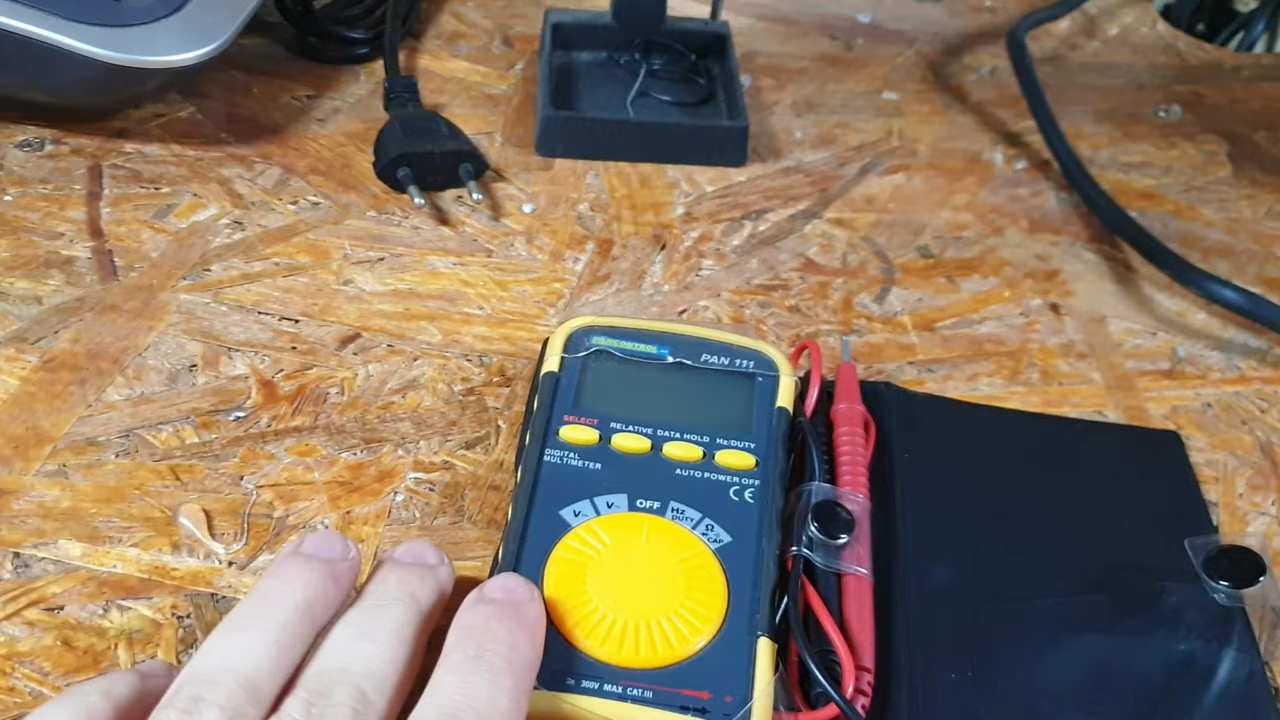 PANCONTROL
PAN 111
SELECT
RELATIVE DATA HOLD Hz/DUTY
DIGITAL
MULTIMETER
AUTO POWER OFF
CE
V
V~
OFF
Hz
DUTY
Ω
CAP
300V MAX CAT.III
+
−